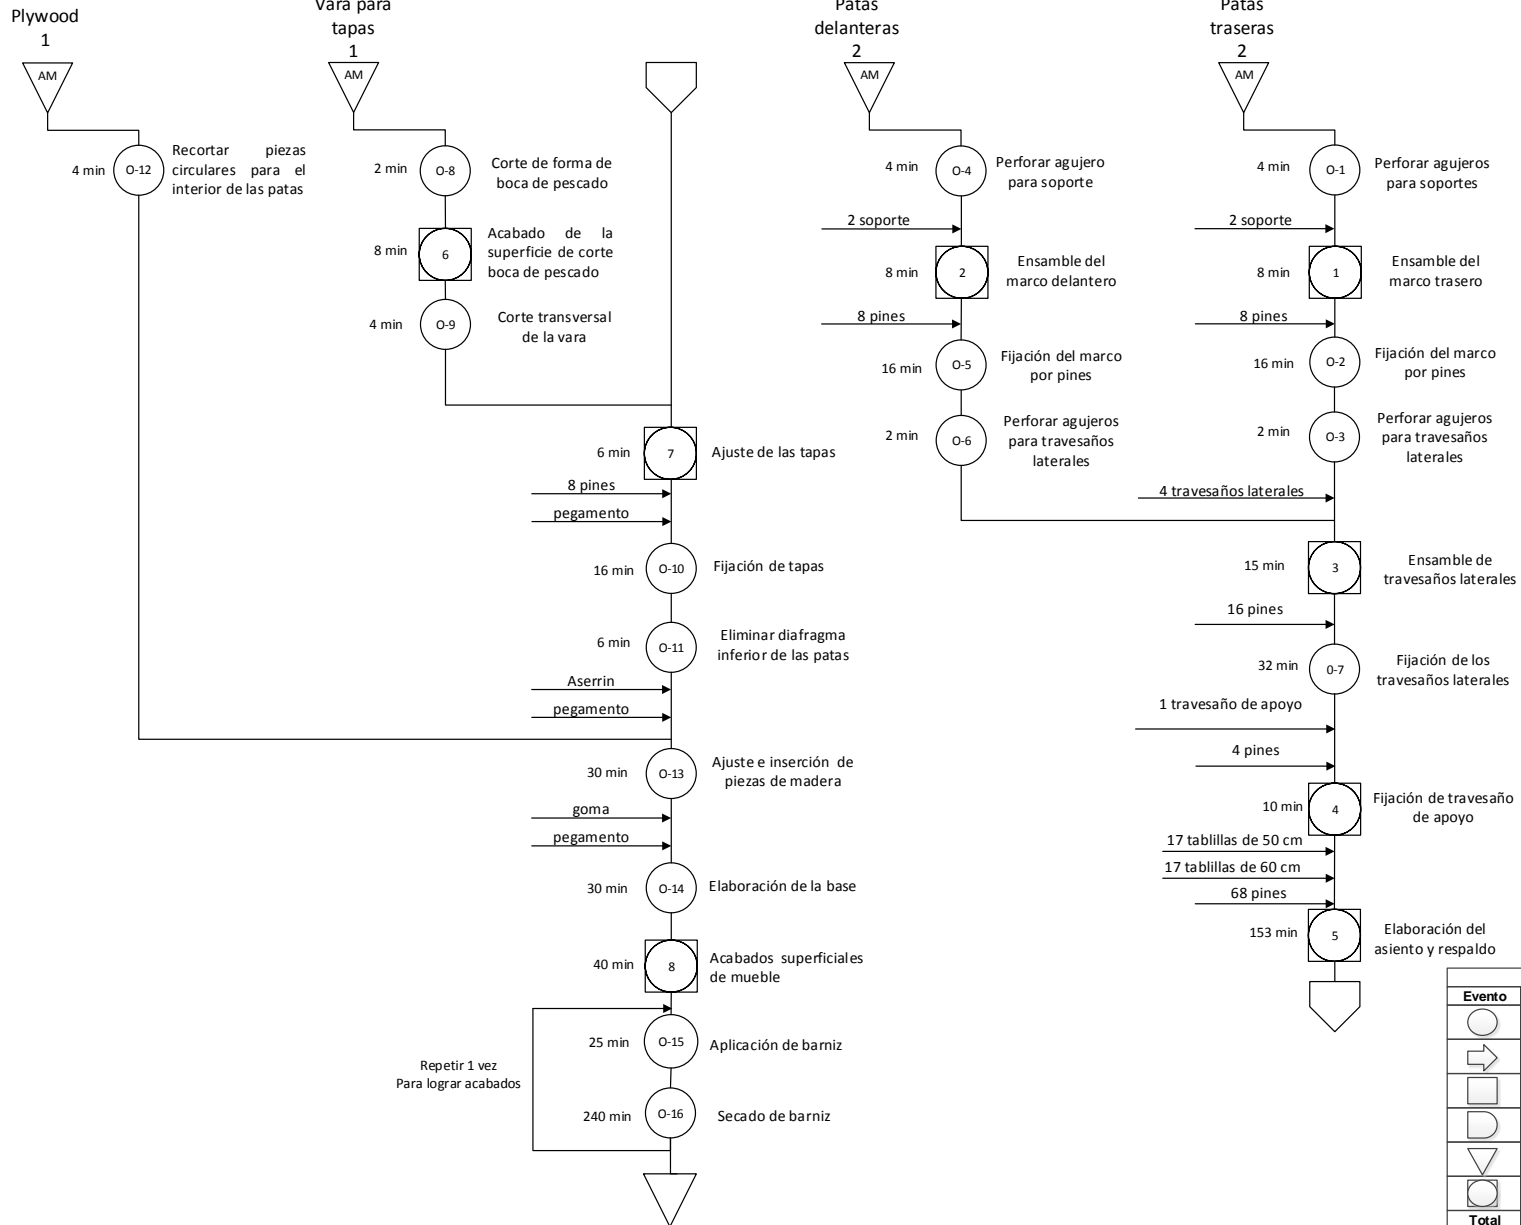 Plywood
1
AM
4 min
O-12
Recortar piezas
circulares para el
interior de las patas
Vara para
tapas
1
AM
2 min
O-8
Corte de forma de
boca de pescado
8 min
6
Acabado de la
superficie de corte
boca de pescado
4 min
O-9
Corte transversal
de la vara
6 min
7
Ajuste de las tapas
8 pines
pegamento
16 min
O-10
Fijación de tapas
6 min
O-11
Eliminar diafragma
inferior de las patas
Aserrin
pegamento
30 min
O-13
Ajuste e inserción de
piezas de madera
goma
pegamento
30 min
O-14
Elaboración de la base
40 min
8
Acabados superficiales
de mueble
25 min
O-15
Aplicación de barniz
Repetir 1 vez
Para lograr acabados
240 min
O-16
Secado de barniz
Patas
delanteras
2
AM
4 min
O-4
Perforar agujero
para soporte
2 soporte
8 min
2
Ensamble del
marco delantero
8 pines
16 min
O-5
Fijación del marco
por pines
2 min
O-6
Perforar agujeros
para travesaños
laterales
Patas
traseras
2
AM
4 min
O-1
Perforar agujeros
para soportes
2 soporte
8 min
1
Ensamble del
marco trasero
8 pines
16 min
O-2
Fijación del marco
por pines
2 min
O-3
Perforar agujeros
para travesaños
laterales
4 travesaños laterales
15 min
3
Ensamble de
travesaños laterales
16 pines
32 min
0-7
Fijación de los
travesaños laterales
1 travesaño de apoyo
4 pines
10 min
4
Fijación de travesaño
de apoyo
17 tablillas de 50 cm
17 tablillas de 60 cm
68 pines
153 min
5
Elaboración del
asiento y respaldo
Evento
Total